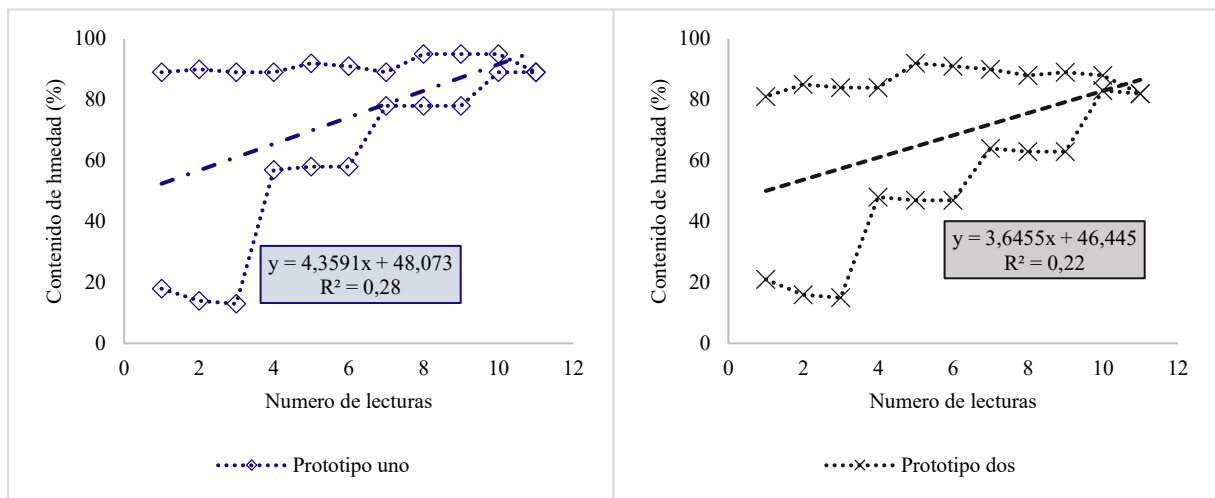 100
80
60
40
20
0
Contenido de hmedad (%)
y = 4,3591x + 48,073
R² = 0,28
0 2 4 6 8 10 12
Numero de lecturas
Prototipo uno
100
80
60
40
20
0
Contenido de hmedad (%)
y = 3,6455x + 46,445
R² = 0,22
0 2 4 6 8 10 12
Numero de lecturas
Prototipo dos